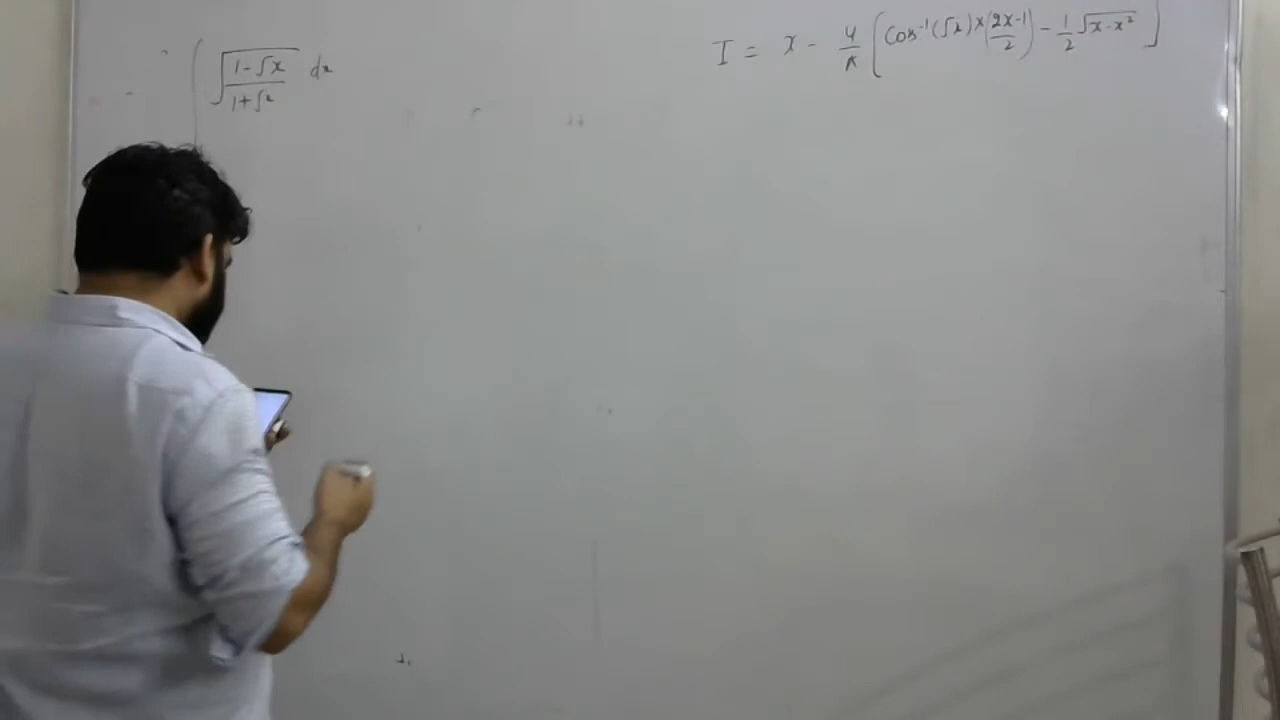 ∫ √((1-√x)/(1+√x)) dx
I = x - 4/π [ Cos⁻¹(√x) × ((2x-1)/2) - 1/2 √(x-x²) ]